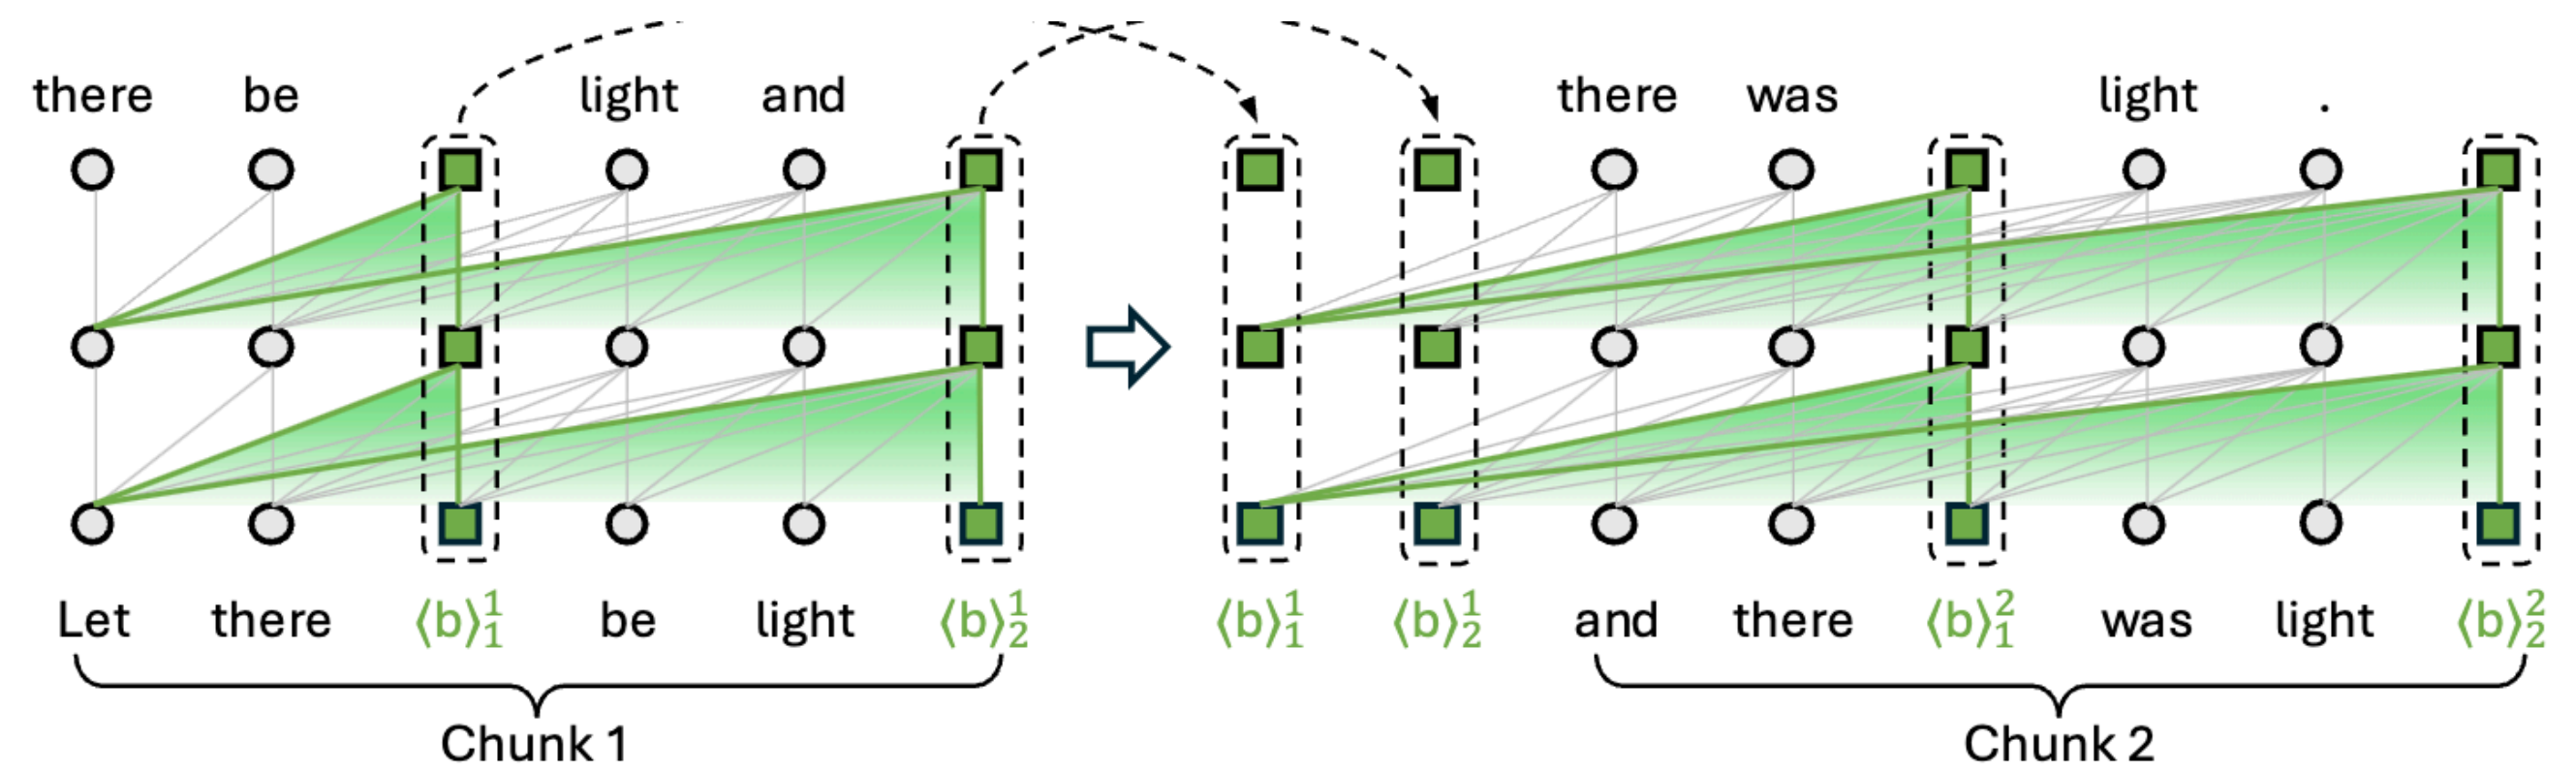 there be light and there was light .
Let there ⟨b⟩₁¹ be light ⟨b⟩₂¹ ⟨b⟩₁¹ ⟨b⟩₂¹ and there ⟨b⟩₁² was light ⟨b⟩₂²
Chunk 1 Chunk 2